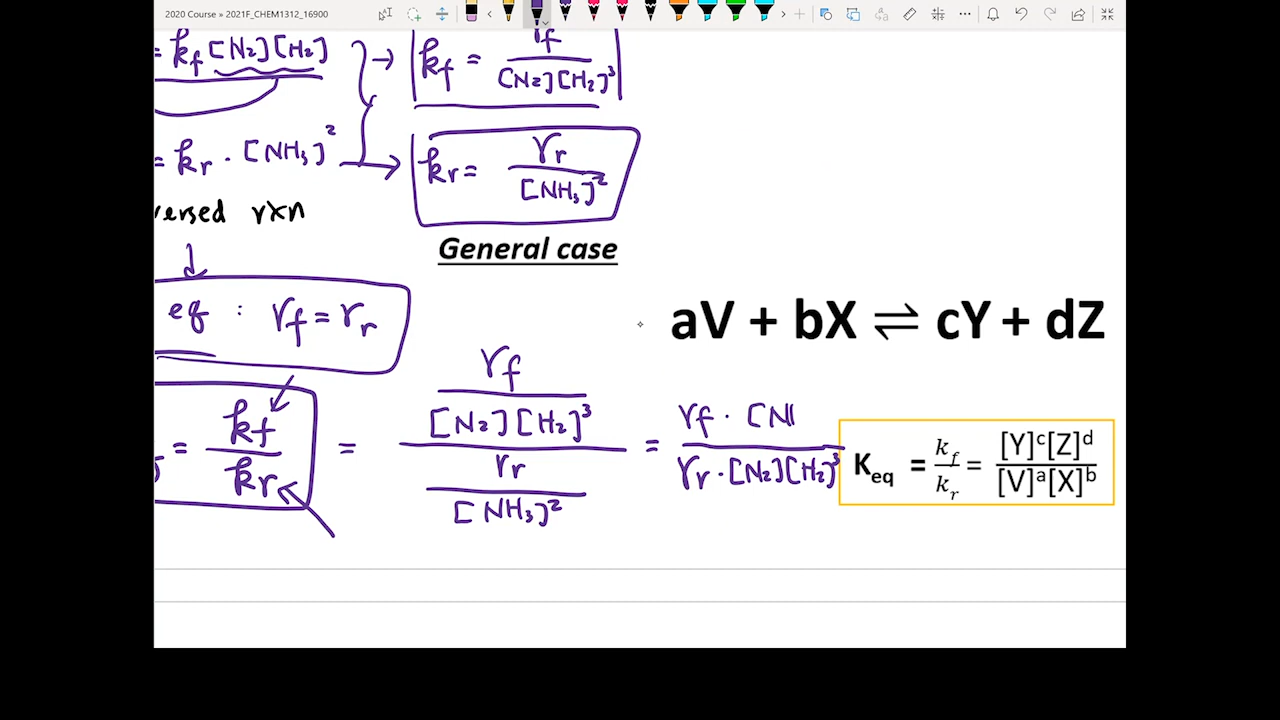 2020 Course » 2021F_CHEM1312_16900
= kf [N2][H2]
kf = rf / [N2][H2]^3
= kr · [NH3]^2
kr = rr / [NH3]^2
versed rxn
General case
eq : rf = rr
aV + bX ⇌ cY + dZ
= kf / kr = rf / [N2][H2]^3 / rr / [NH3]^2 = rf · [N / rr · [N2][H2]^3
Keq = kf / kr = [Y]^c[Z]^d / [V]^a[X]^b